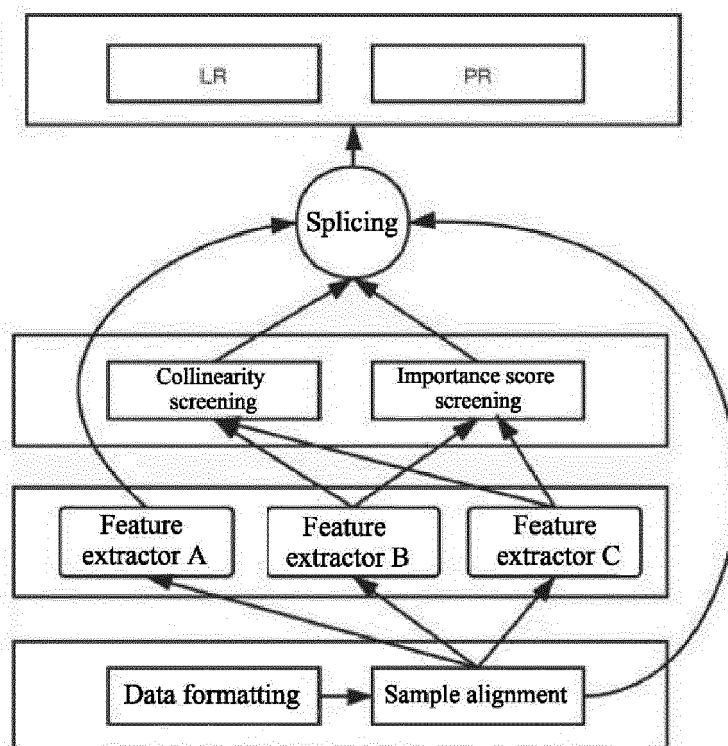 LR
PR
Splicing
Collinearity
screening
Importance score
screening
Feature
extractor A
Feature
extractor B
Feature
extractor C
Data formatting
Sample alignment